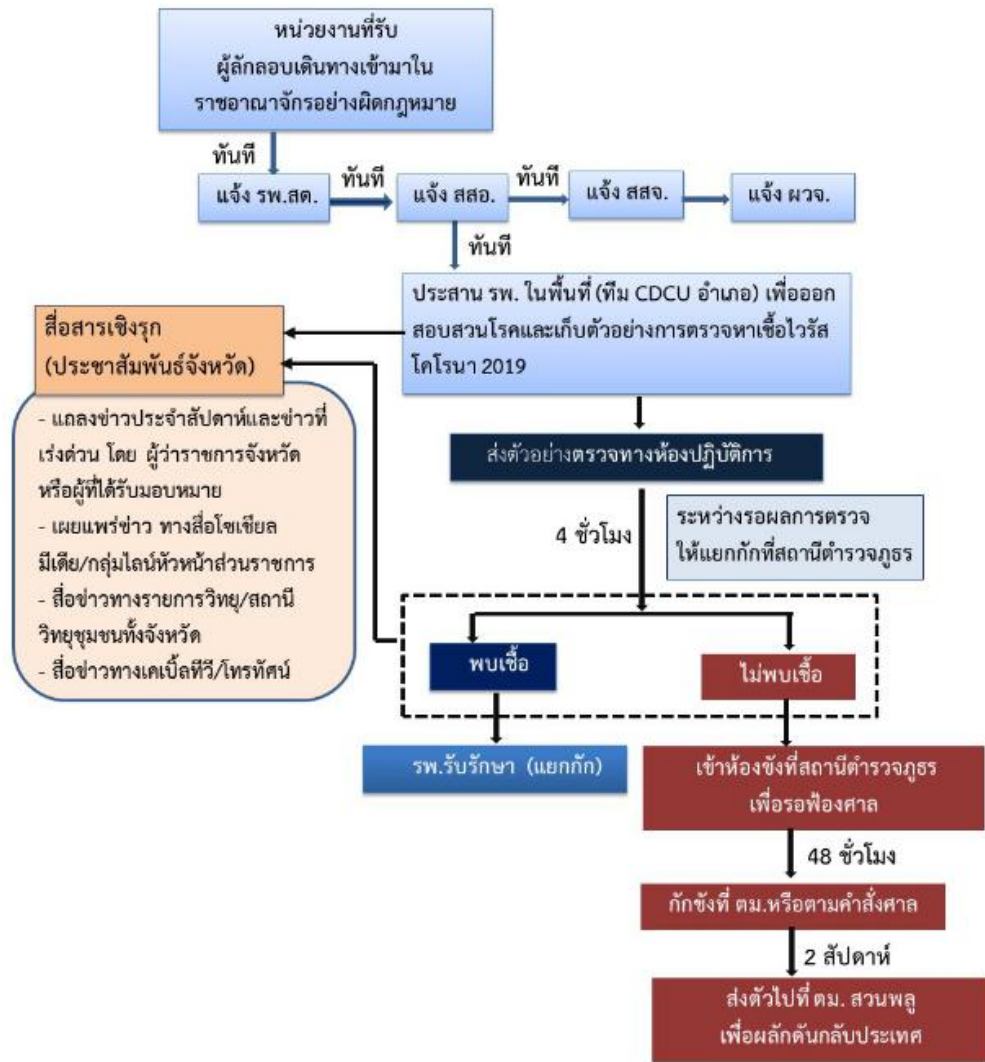 หน่วยงานที่รับ
ผู้ลักลอบเดินทางเข้ามาใน
ราชอาณาจักรอย่างผิดกฎหมาย
ทันที
แจ้ง รพ.สต.
ทันที
แจ้ง สสอ.
ทันที
แจ้ง สสจ.
แจ้ง ผวจ.
ทันที
ประสาน รพ. ในพื้นที่ (ทีม CDCU อำเภอ) เพื่อออก
สอบสวนโรคและเก็บตัวอย่างการตรวจหาเชื้อไวรัส
โคโรนา 2019
สื่อสารเชิงรุก
(ประชาสัมพันธ์จังหวัด)
- แถลงข่าวประจำสัปดาห์และข่าวที่
เร่งด่วน โดย ผู้ว่าราชการจังหวัด
หรือผู้ที่ได้รับมอบหมาย
- เผยแพร่ข่าว ทางสื่อโซเชียล
มีเดีย/กลุ่มไลน์หัวหน้าส่วนราชการ
- สื่อข่าวทางรายการวิทยุ/สถานี
วิทยุชุมชนทั้งจังหวัด
- สื่อข่าวทางเคเบิ้ลทีวี/โทรทัศน์
ส่งตัวอย่างตรวจทางห้องปฏิบัติการ
4 ชั่วโมง
ระหว่างรอผลการตรวจ
ให้แยกกักที่สถานีตำรวจภูธร
พบเชื้อ
ไม่พบเชื้อ
รพ.รับรักษา (แยกกัก)
เข้าห้องขังที่สถานีตำรวจภูธร
เพื่อรอฟ้องศาล
48 ชั่วโมง
กักขังที่ ตม.หรือตามคำสั่งศาล
2 สัปดาห์
ส่งตัวไปที่ ตม. สวนพลู
เพื่อผลักดันกลับประเทศ